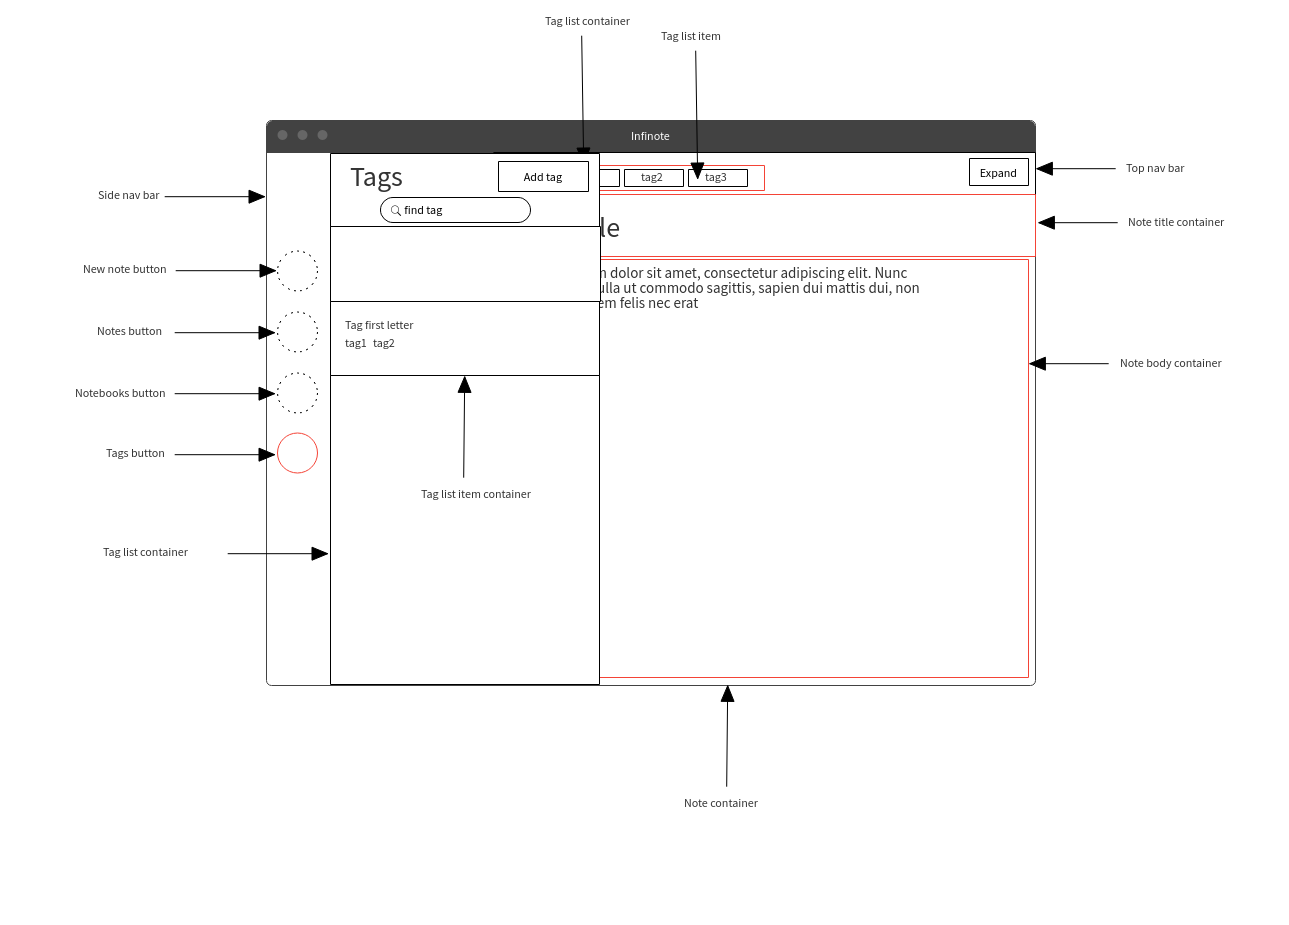 Tag list container
Tag list item
Infinote
Tags
Add tag
tag2
tag3
Expand
Top nav bar
Side nav bar
find tag
Note title container
le
New note button
dolor sit amet, consectetur adipiscing elit. Nunc
ulla ut commodo sagittis, sapien dui mattis dui, non
em felis nec erat
Tag first letter
tag1 tag2
Notes button
Note body container
Notebooks button
Tags button
Tag list item container
Tag list container
Note container